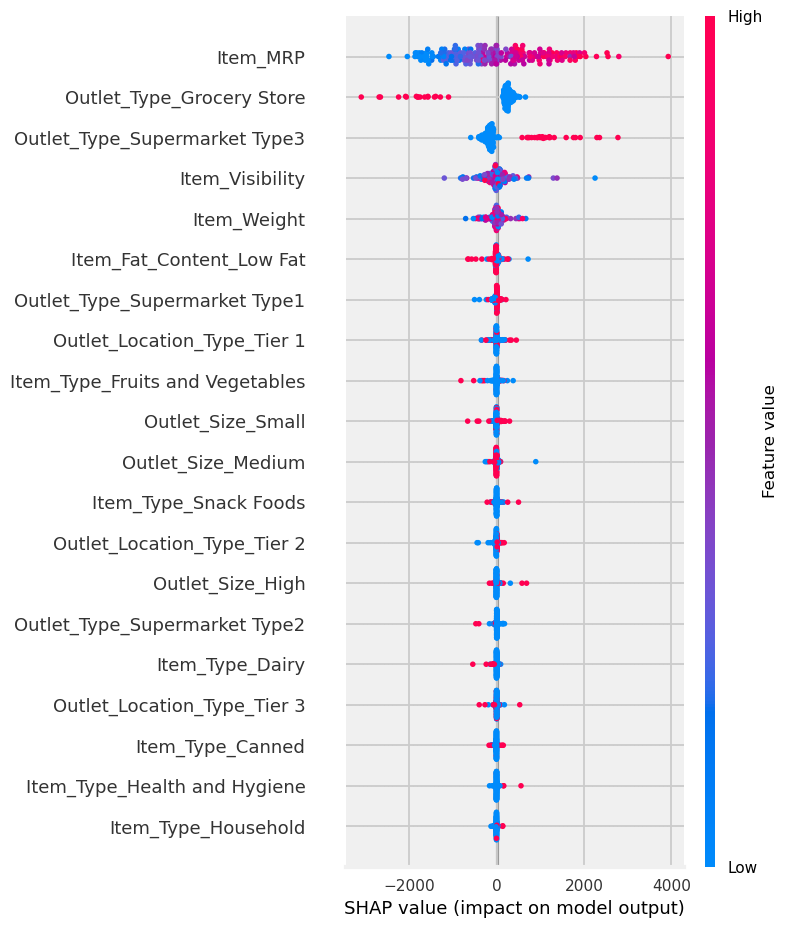 High
Item_MRP
Outlet_Type_Grocery Store
Outlet_Type_Supermarket Type3
Item_Visibility
Item_Weight
Item_Fat_Content_Low Fat
Outlet_Type_Supermarket Type1
Outlet_Location_Type_Tier 1
Item_Type_Fruits and Vegetables
Outlet_Size_Small
Outlet_Size_Medium
Item_Type_Snack Foods
Outlet_Location_Type_Tier 2
Outlet_Size_High
Outlet_Type_Supermarket Type2
Item_Type_Dairy
Outlet_Location_Type_Tier 3
Item_Type_Canned
Item_Type_Health and Hygiene
Item_Type_Household
Feature value
Low
−2000 0 2000 4000
SHAP value (impact on model output)